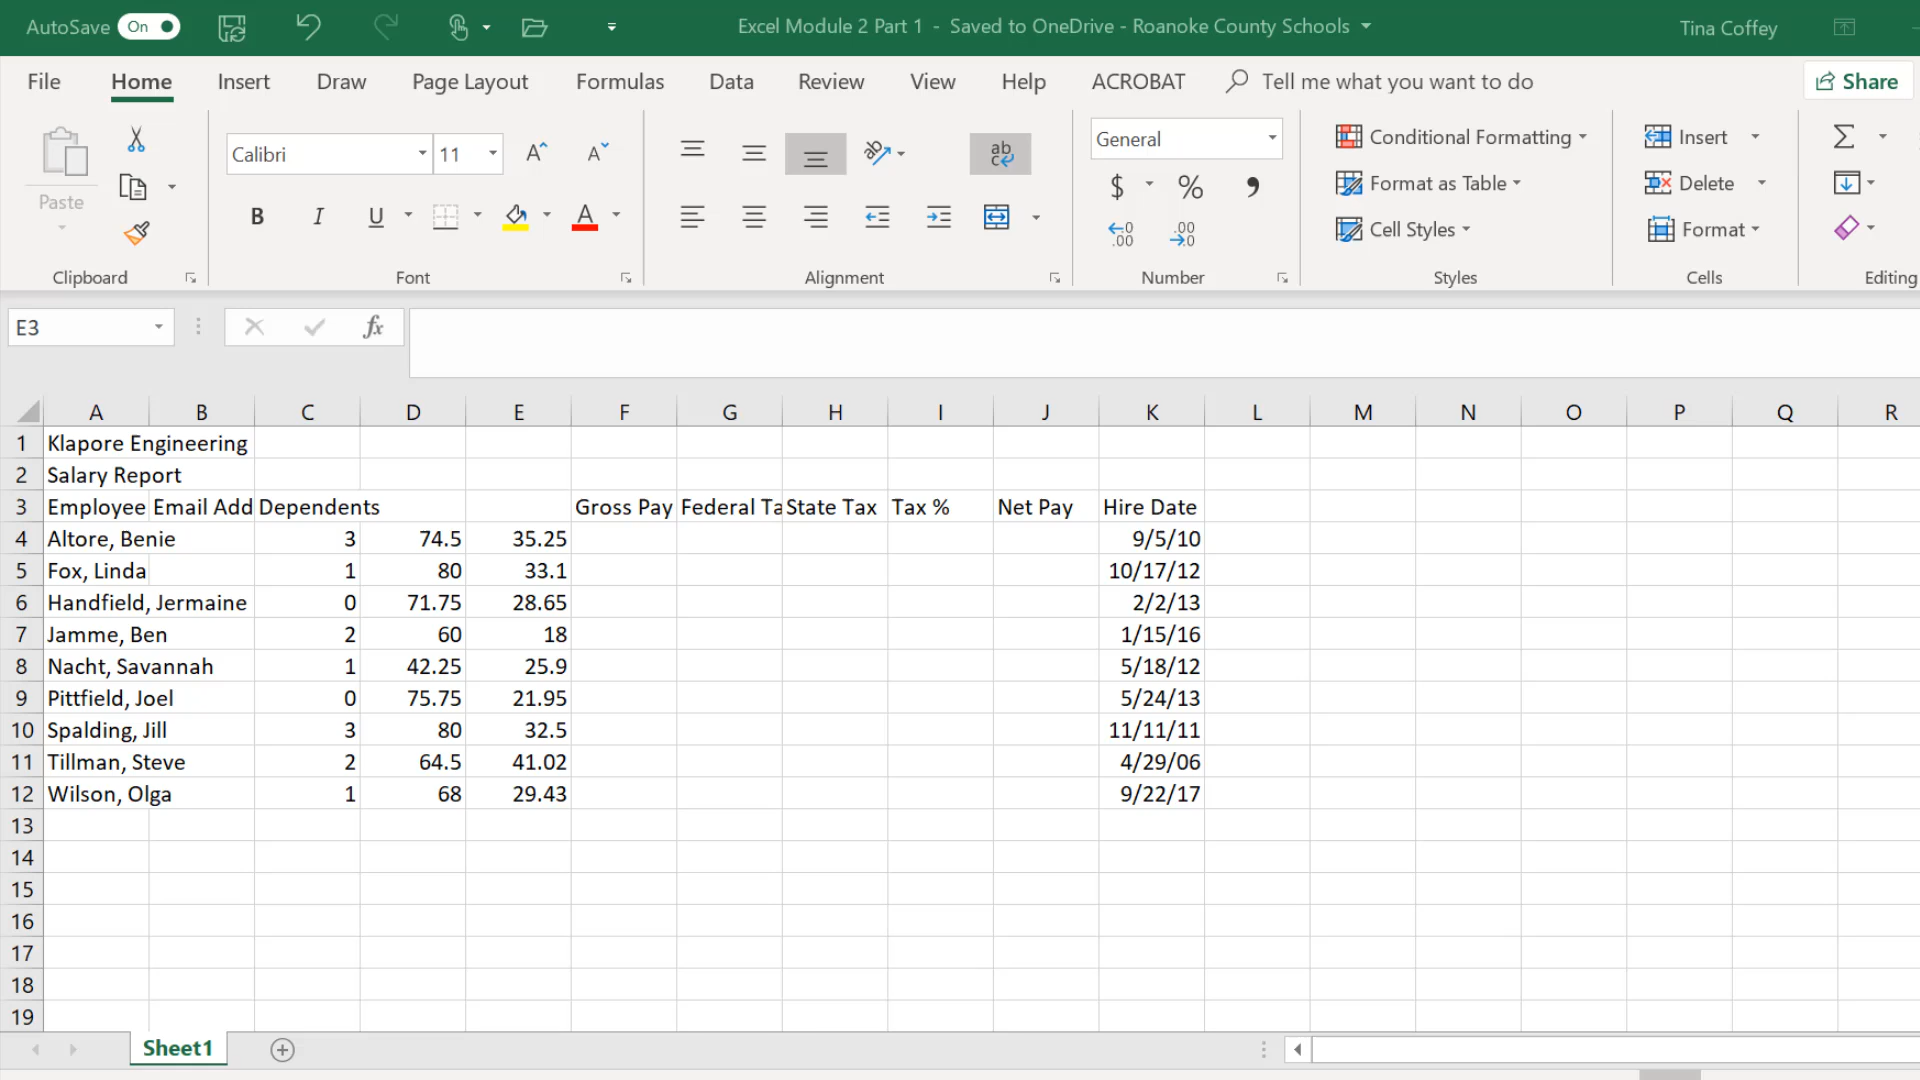 AutoSave On Excel Module 2 Part 1 - Saved to OneDrive - Roanoke County Schools Tina Coffey
File Home Insert Draw Page Layout Formulas Data Review View Help ACROBAT Tell me what you want to do Share
Paste
Calibri 11
B I U A
ab
General
$ % ,
Conditional Formatting
Format as Table
Cell Styles
Insert
Delete
Format
Clipboard Font Alignment Number Styles Cells Editing
E3 fx
A B C D E F G H I J K L M N O P Q R
1 Klapore Engineering
2 Salary Report
3 Employee Email Add Dependents Gross Pay Federal Ta State Tax Tax % Net Pay Hire Date
4 Altore, Benie 3 74.5 35.25 9/5/10
5 Fox, Linda 1 80 33.1 10/17/12
6 Handfield, Jermaine 0 71.75 28.65 2/2/13
7 Jamme, Ben 2 60 18 1/15/16
8 Nacht, Savannah 1 42.25 25.9 5/18/12
9 Pittfield, Joel 0 75.75 21.95 5/24/13
10 Spalding, Jill 3 80 32.5 11/11/11
11 Tillman, Steve 2 64.5 41.02 4/29/06
12 Wilson, Olga 1 68 29.43 9/22/17
13
14
15
16
17
18
19
Sheet1